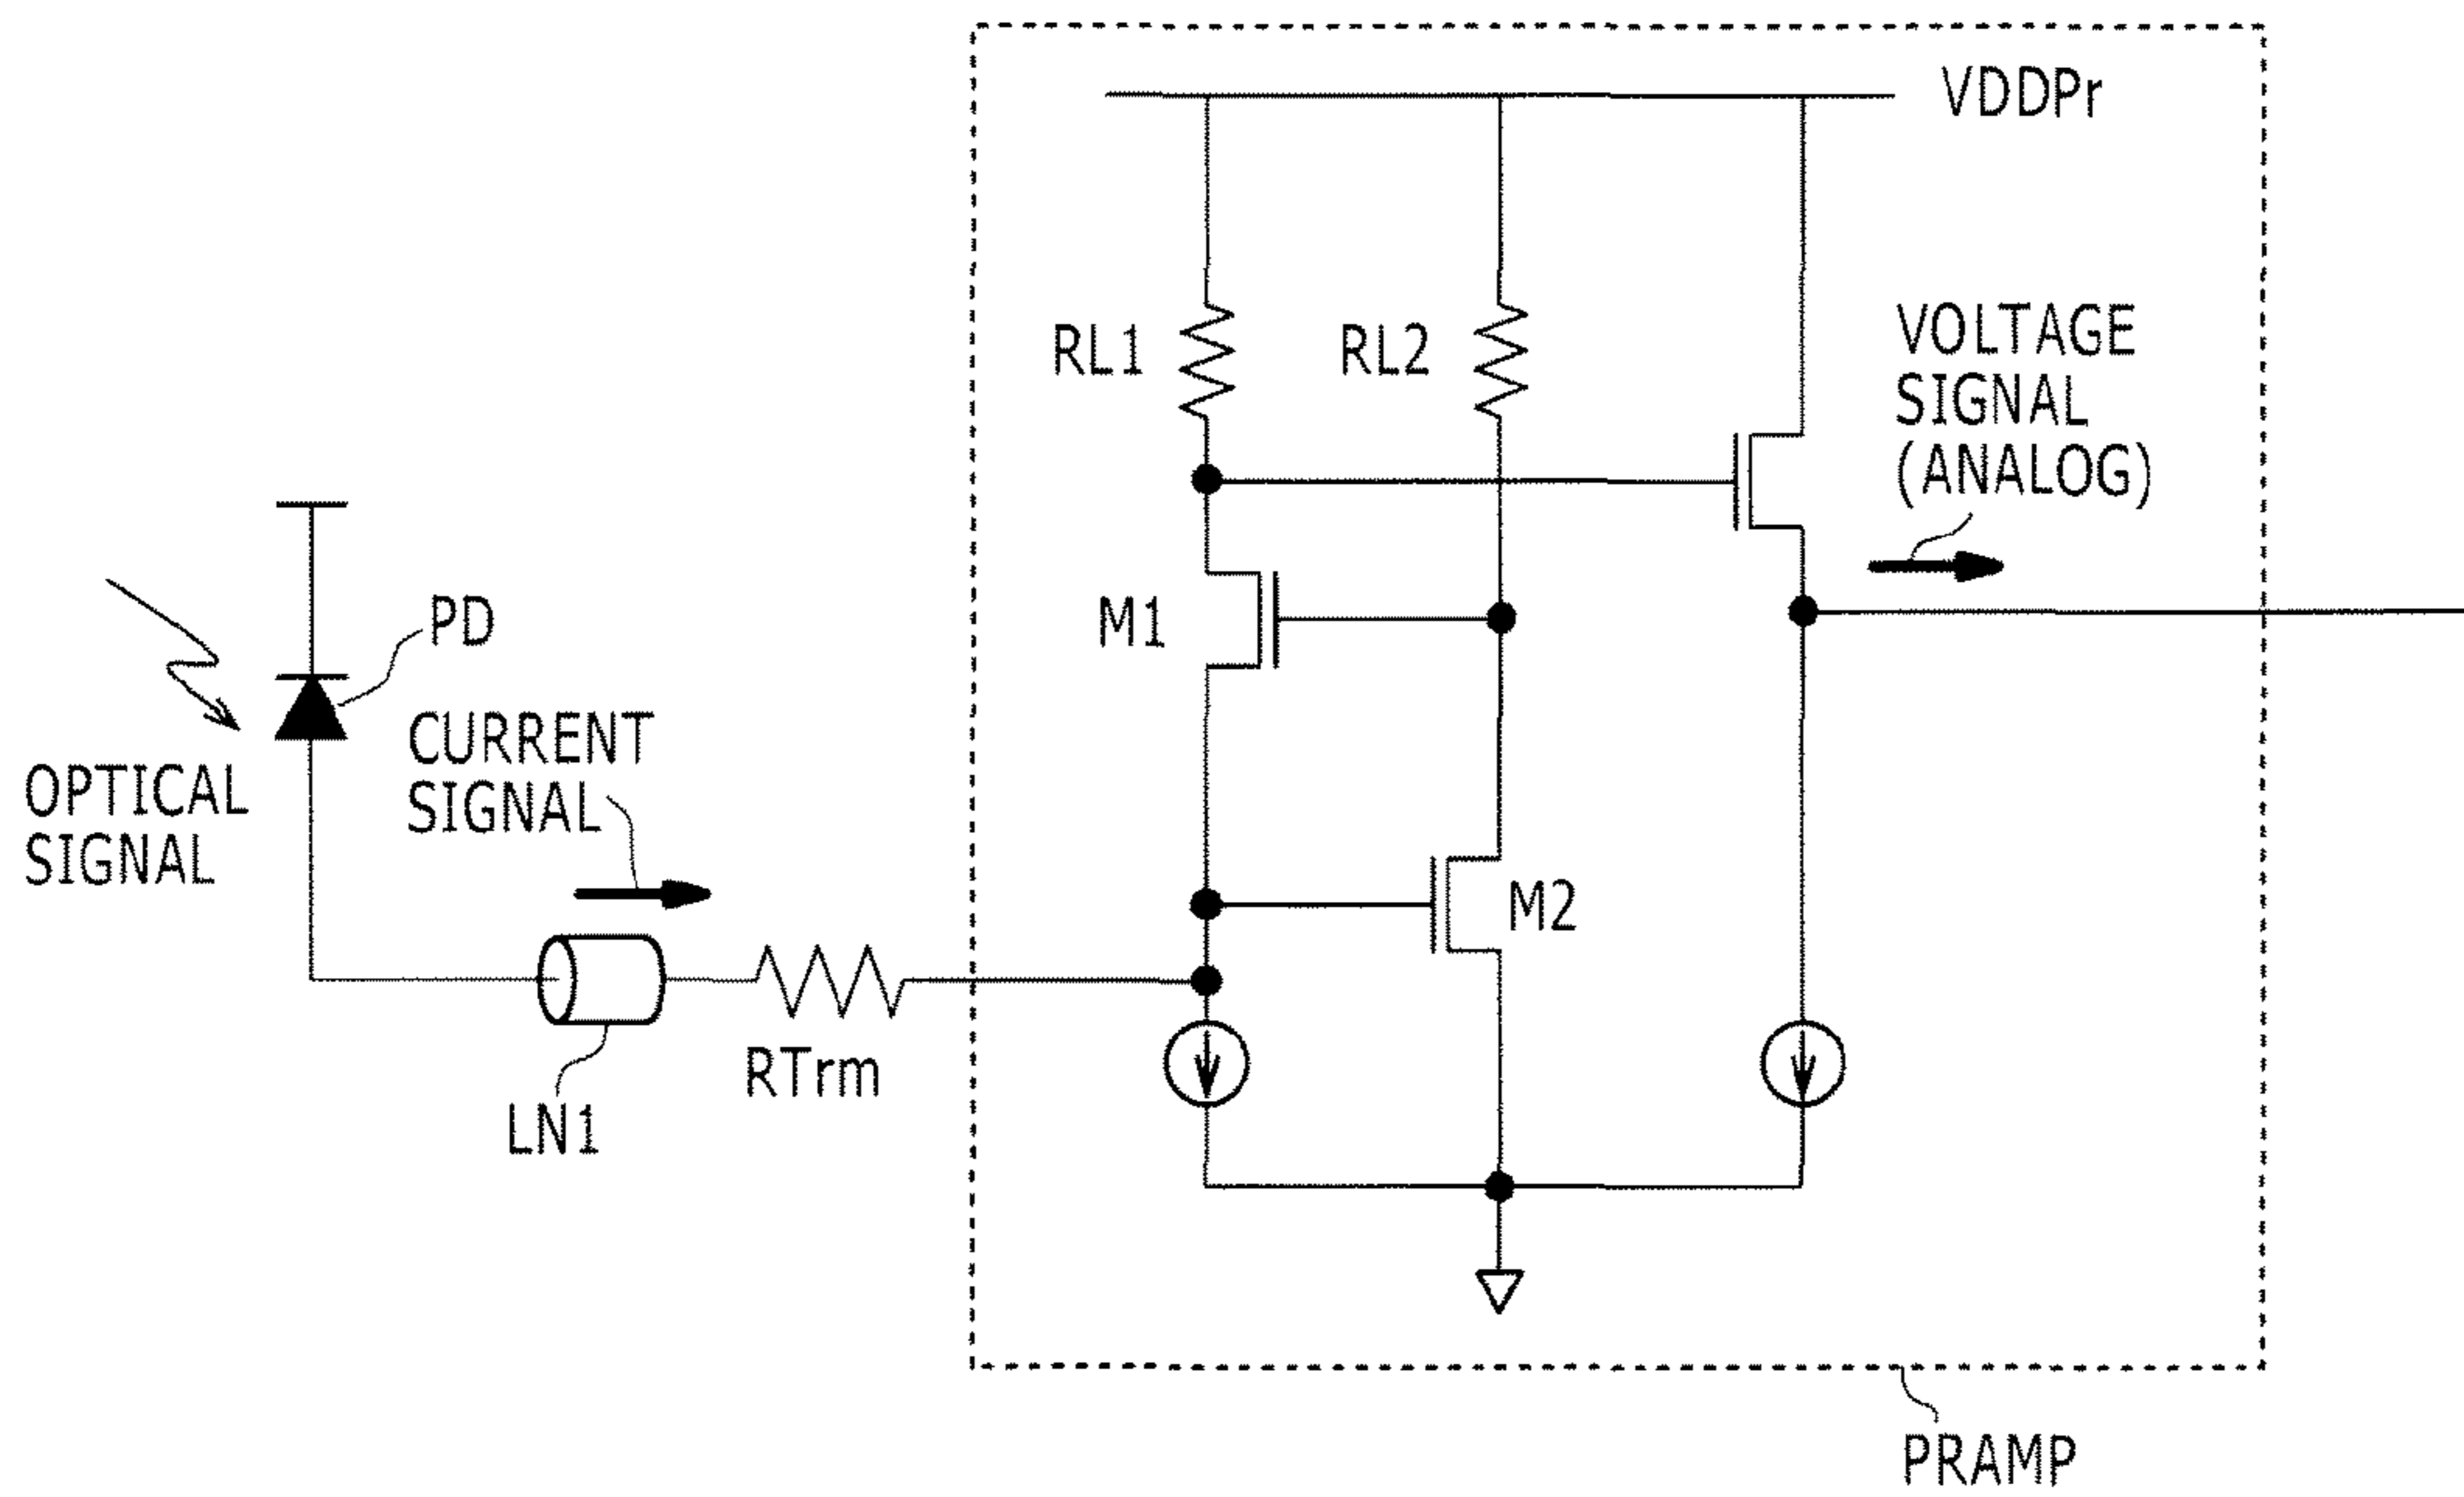 VDDPr
VOLTAGE
SIGNAL
(ANALOG)
RL1
RL2
PD
M1
CURRENT
SIGNAL
OPTICAL
SIGNAL
M2
RTrm
LN1
PRAMP